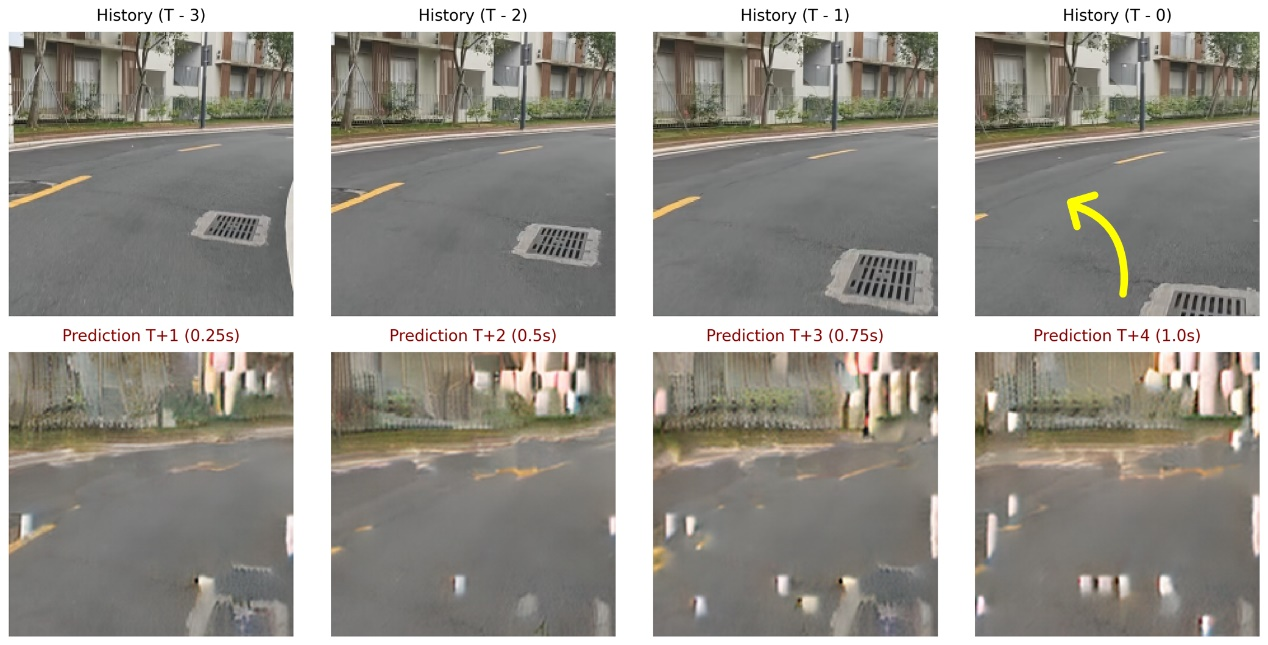 History (T - 3)
History (T - 2)
History (T - 1)
History (T - 0)
Prediction T+1 (0.25s)
Prediction T+2 (0.5s)
Prediction T+3 (0.75s)
Prediction T+4 (1.0s)